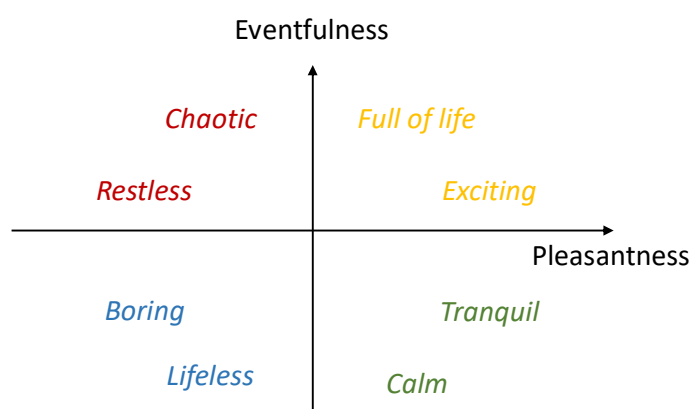 Eventfulness
Chaotic
Full of life
Restless
Exciting
Pleasantness
Boring
Tranquil
Lifeless
Calm